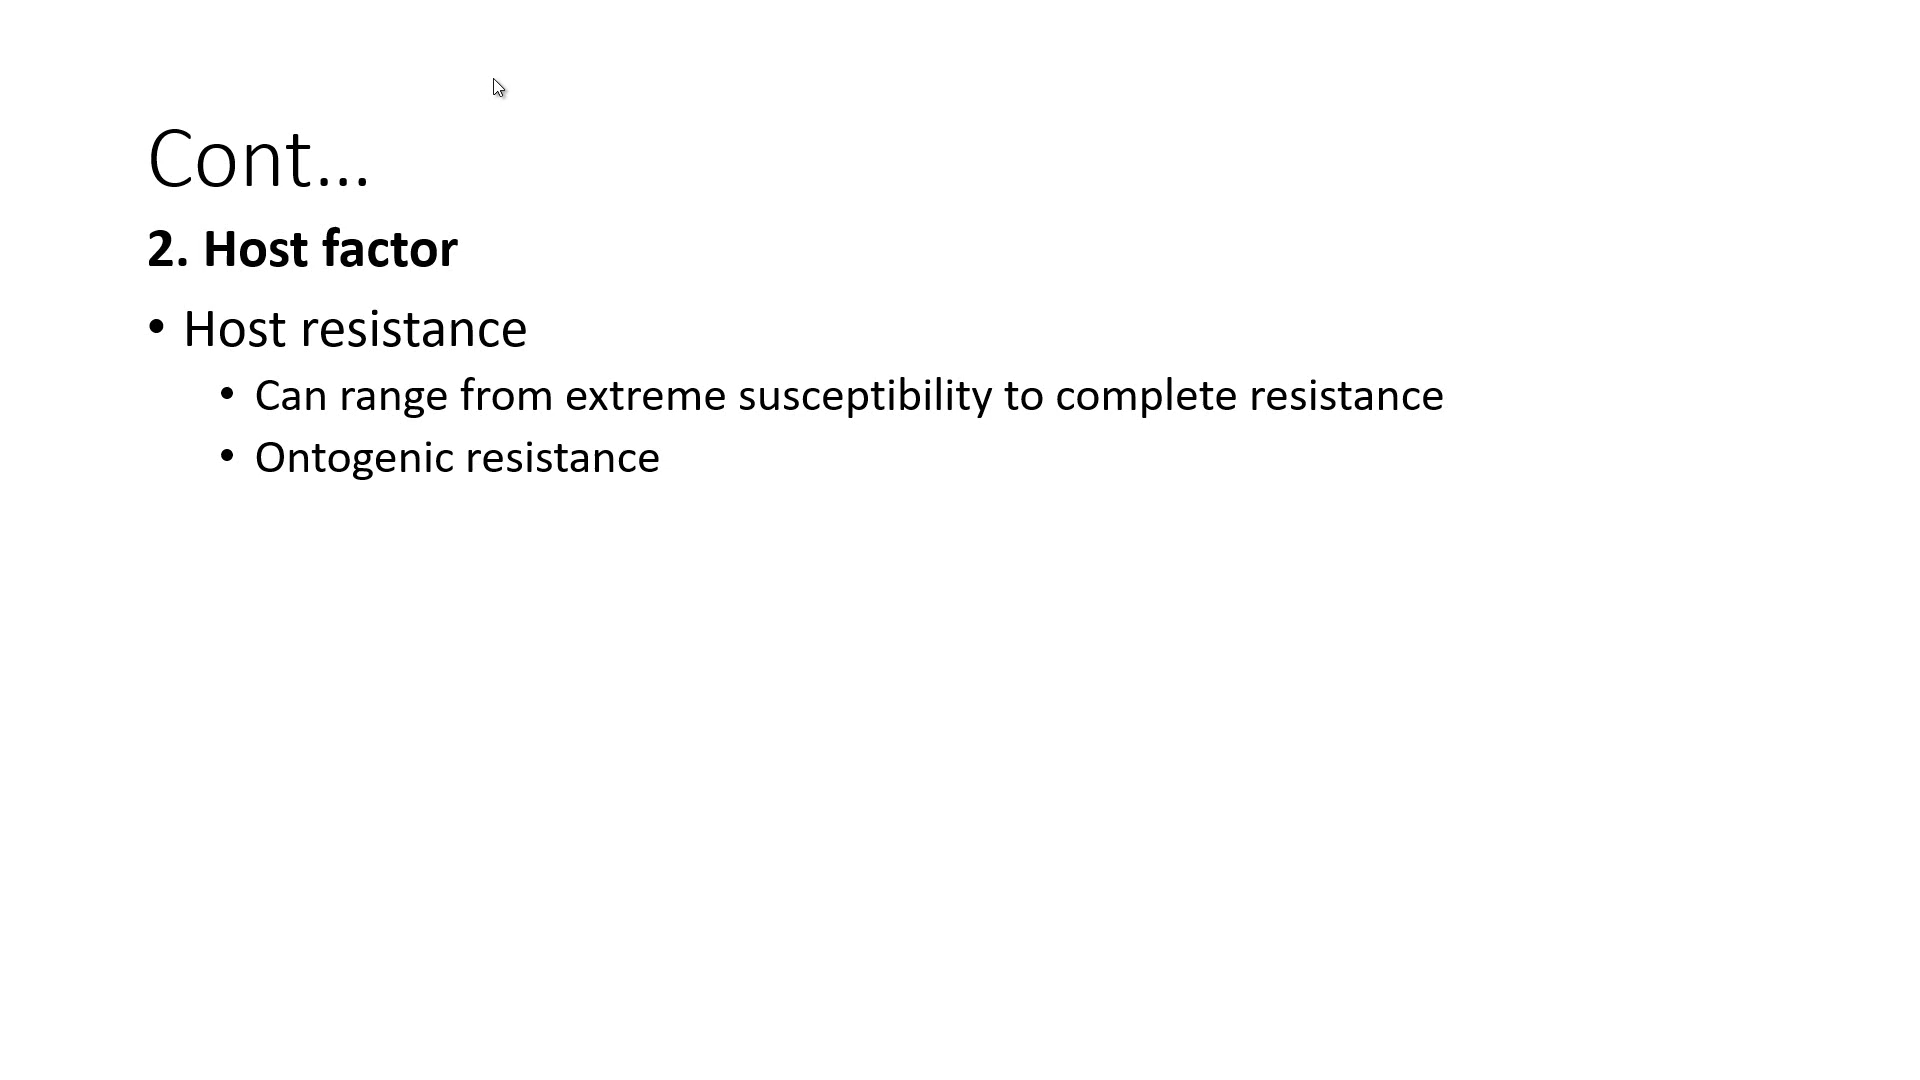 Cont...
2. Host factor
• Host resistance
• Can range from extreme susceptibility to complete resistance
• Ontogenic resistance